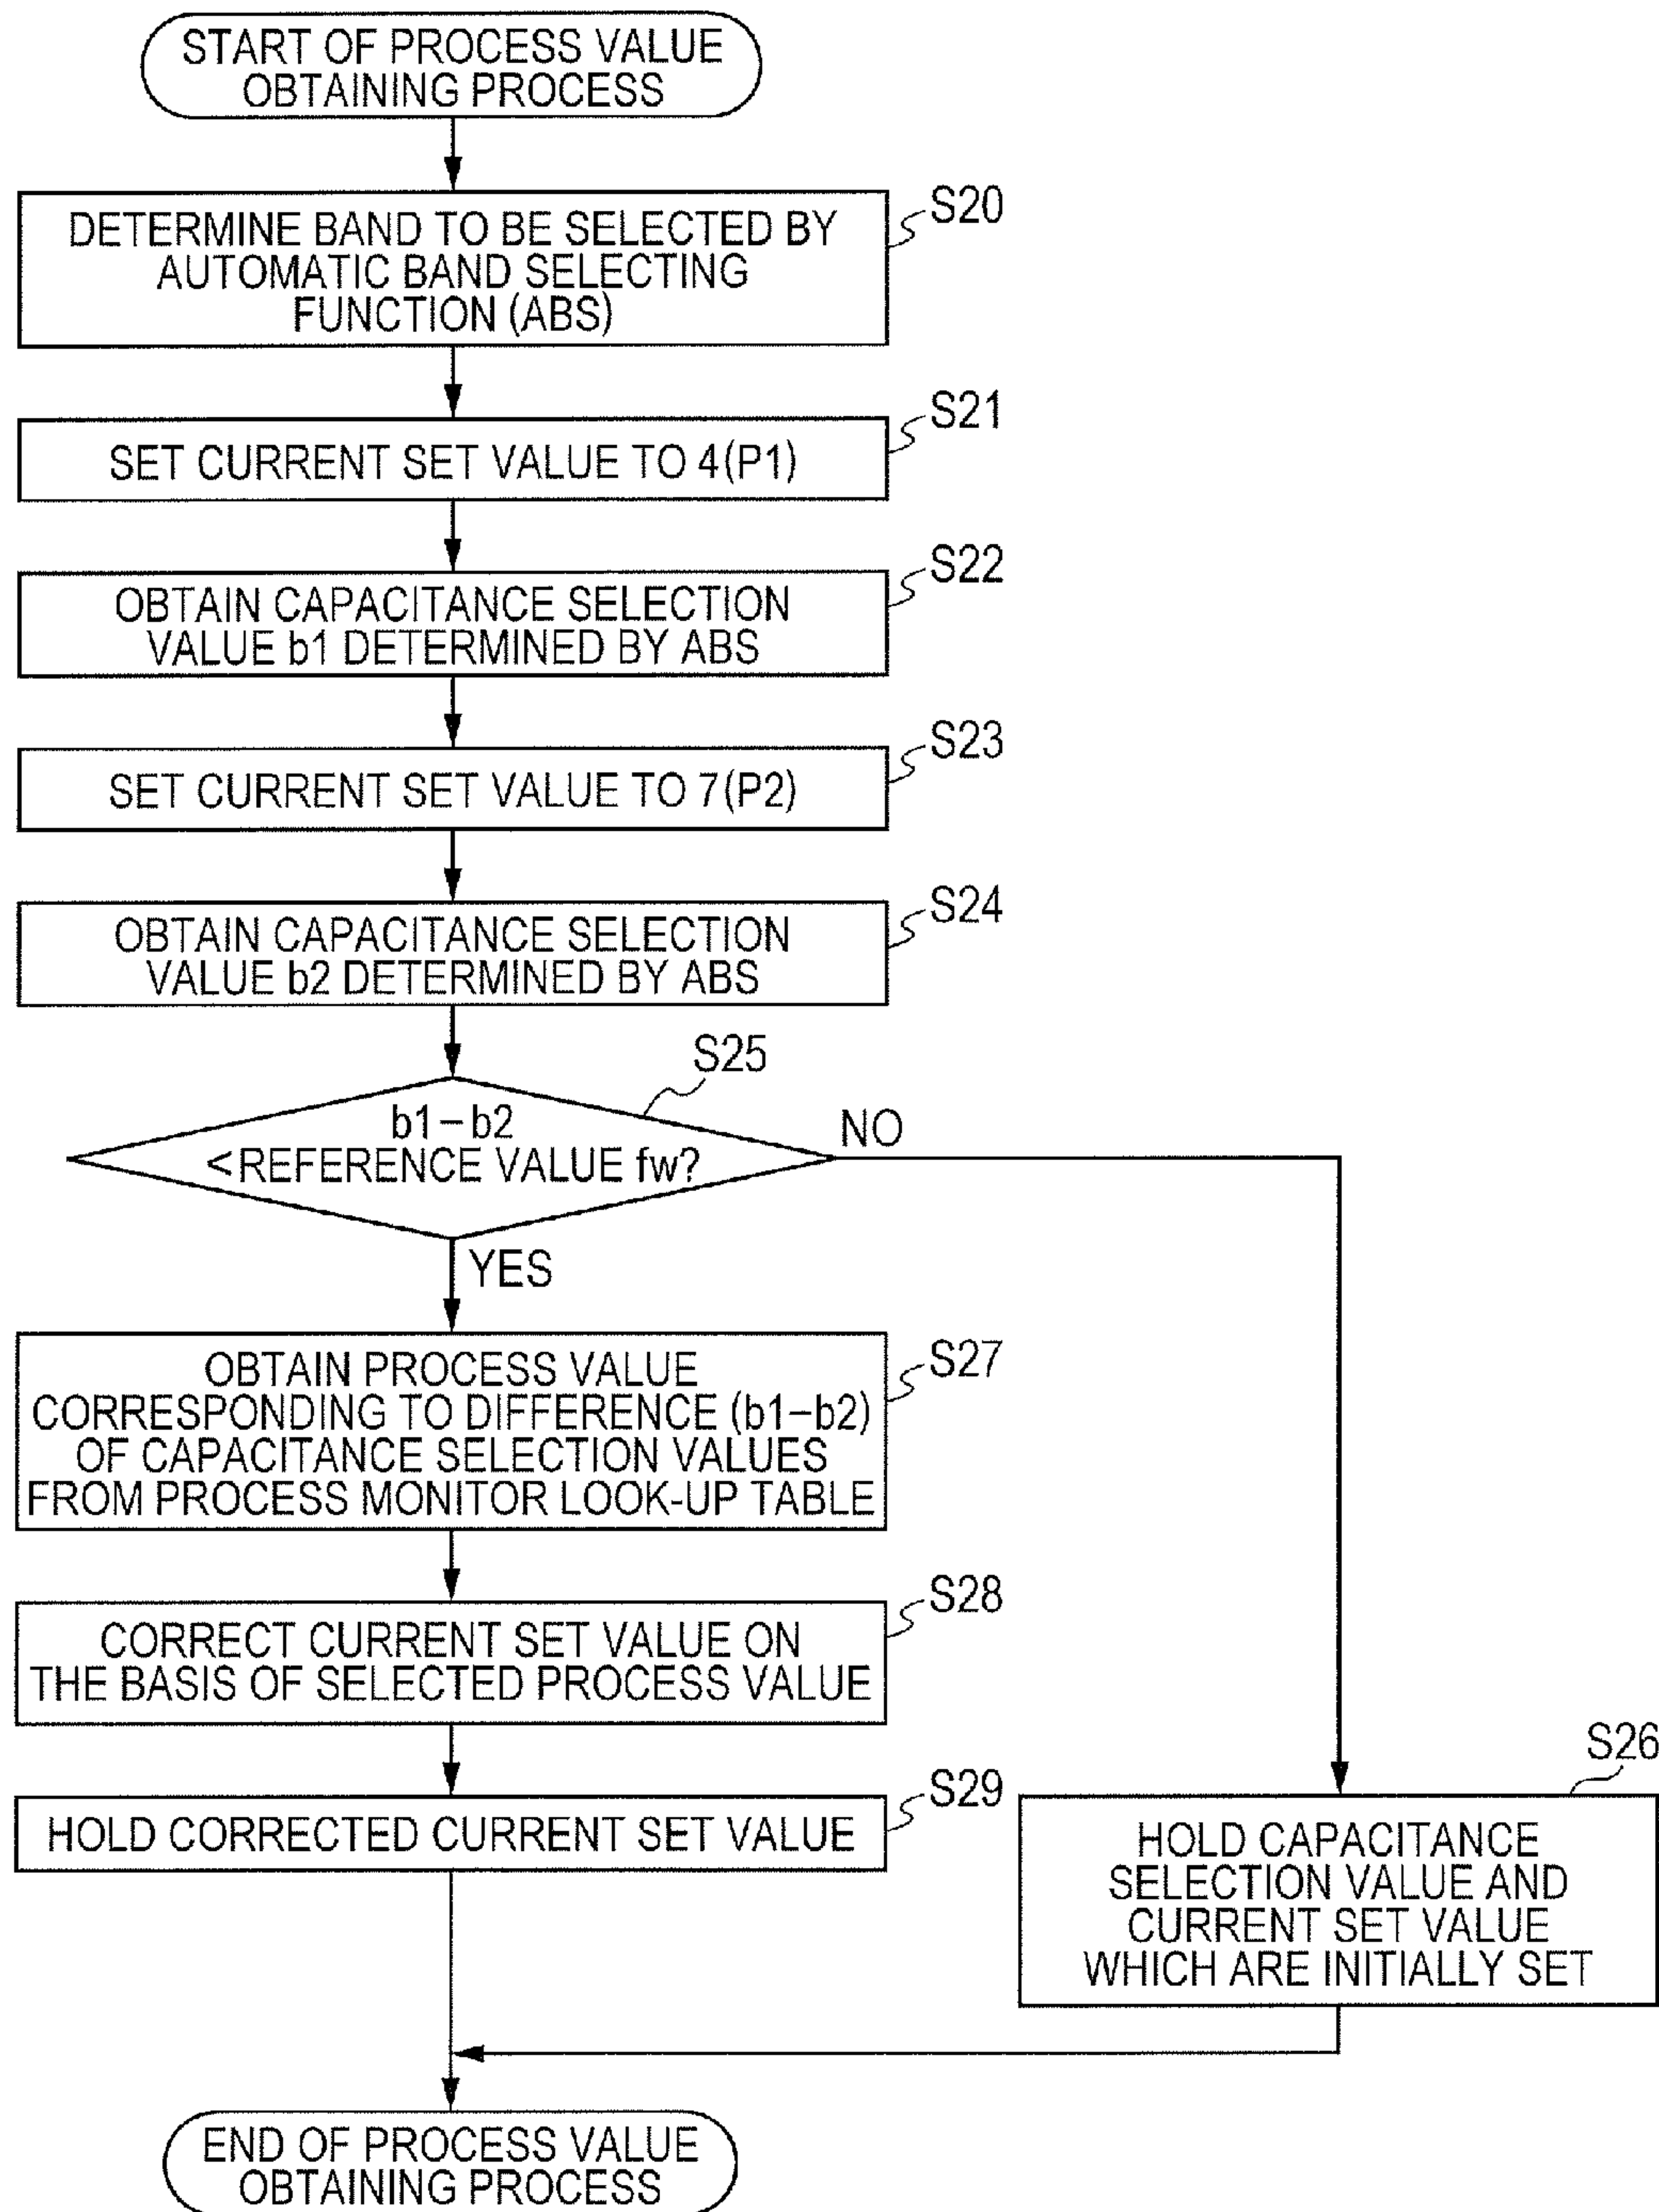 START OF PROCESS VALUE
OBTAINING PROCESS
S20
DETERMINE BAND TO BE SELECTED BY
AUTOMATIC BAND SELECTING
FUNCTION (ABS)
S21
SET CURRENT SET VALUE TO 4(P1)
S22
OBTAIN CAPACITANCE SELECTION
VALUE b1 DETERMINED BY ABS
S23
SET CURRENT SET VALUE TO 7(P2)
S24
OBTAIN CAPACITANCE SELECTION
VALUE b2 DETERMINED BY ABS
S25
b1–b2
<REFERENCE VALUE fw?
NO
YES
S27
OBTAIN PROCESS VALUE
CORRESPONDING TO DIFFERENCE (b1–b2)
OF CAPACITANCE SELECTION VALUES
FROM PROCESS MONITOR LOOK-UP TABLE
S28
CORRECT CURRENT SET VALUE ON
THE BASIS OF SELECTED PROCESS VALUE
S29
HOLD CORRECTED CURRENT SET VALUE
S26
HOLD CAPACITANCE
SELECTION VALUE AND
CURRENT SET VALUE
WHICH ARE INITIALLY SET
END OF PROCESS VALUE
OBTAINING PROCESS